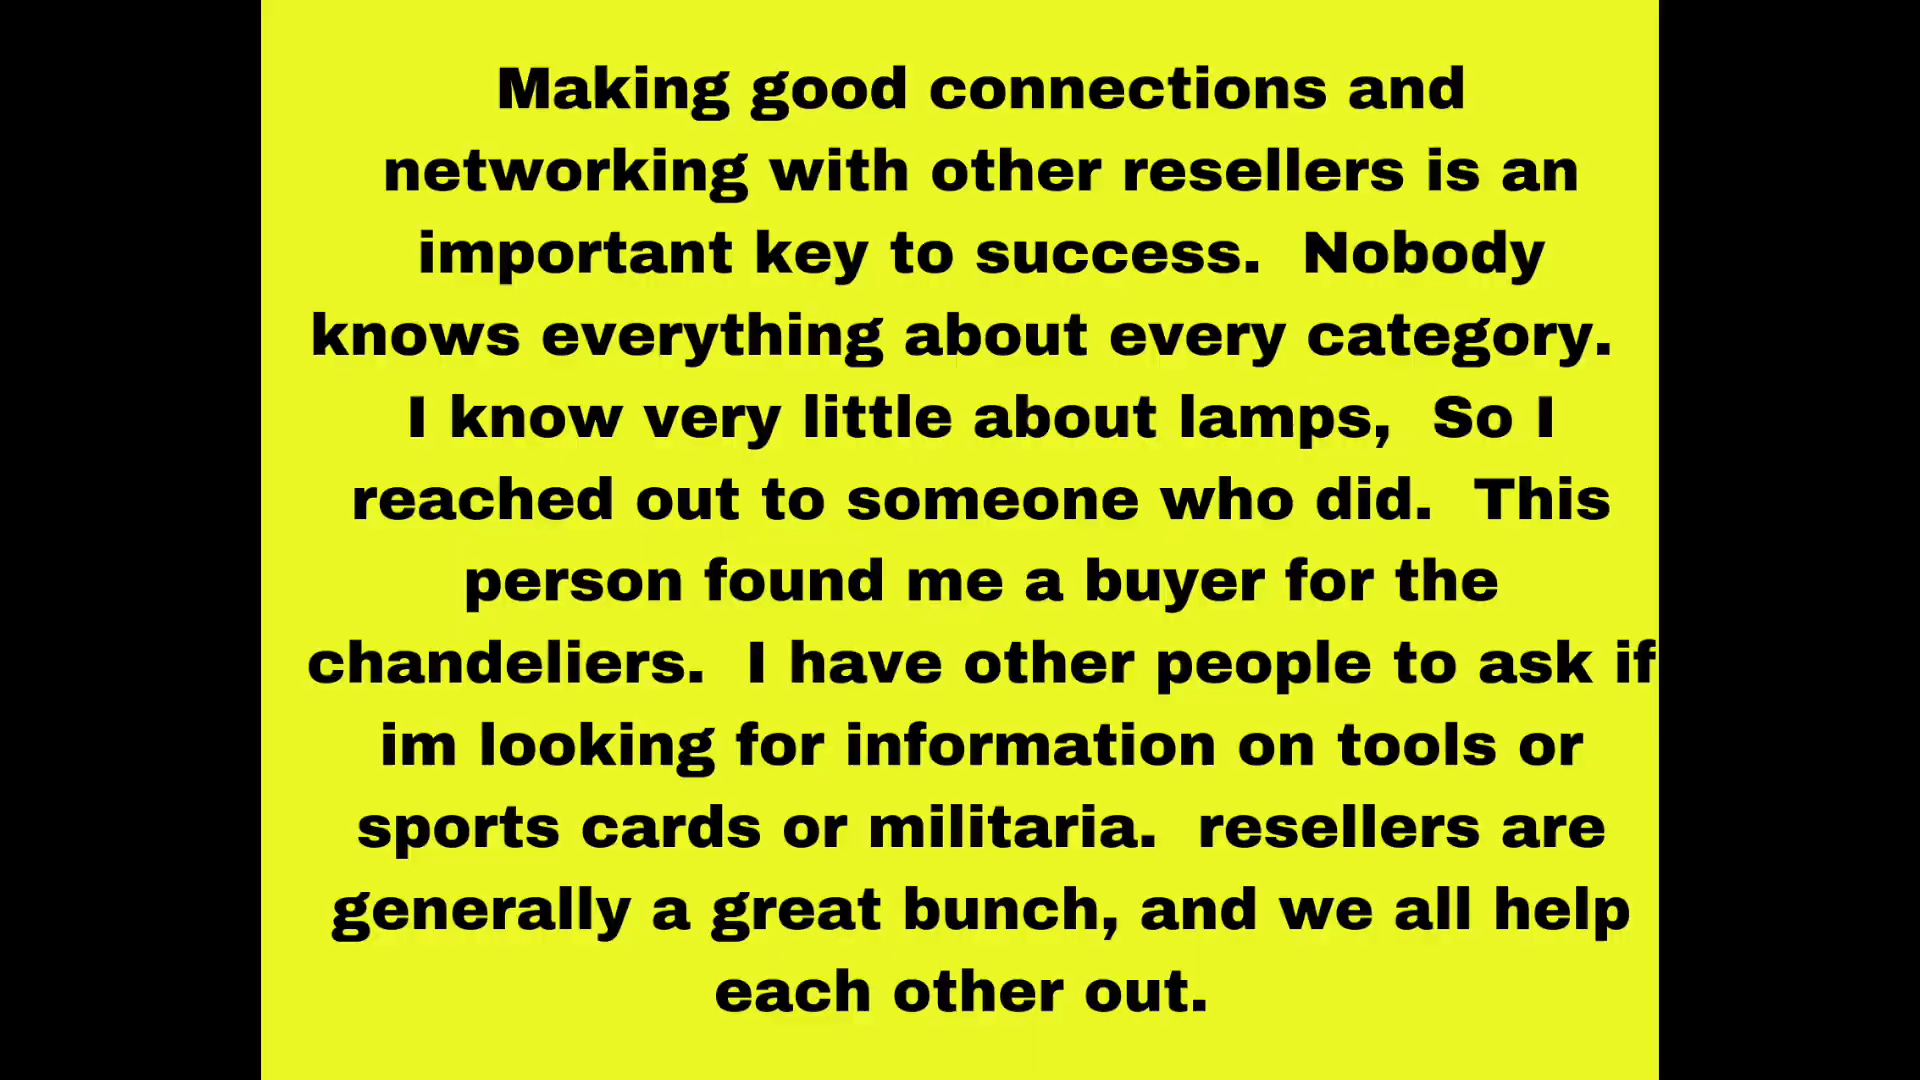 Making good connections and
networking with other resellers is an
important key to success.  Nobody
knows everything about every category.
I know very little about lamps,  So I
reached out to someone who did.  This
person found me a buyer for the
chandeliers.  I have other people to ask if
im looking for information on tools or
sports cards or militaria.  resellers are
generally a great bunch, and we all help
each other out.